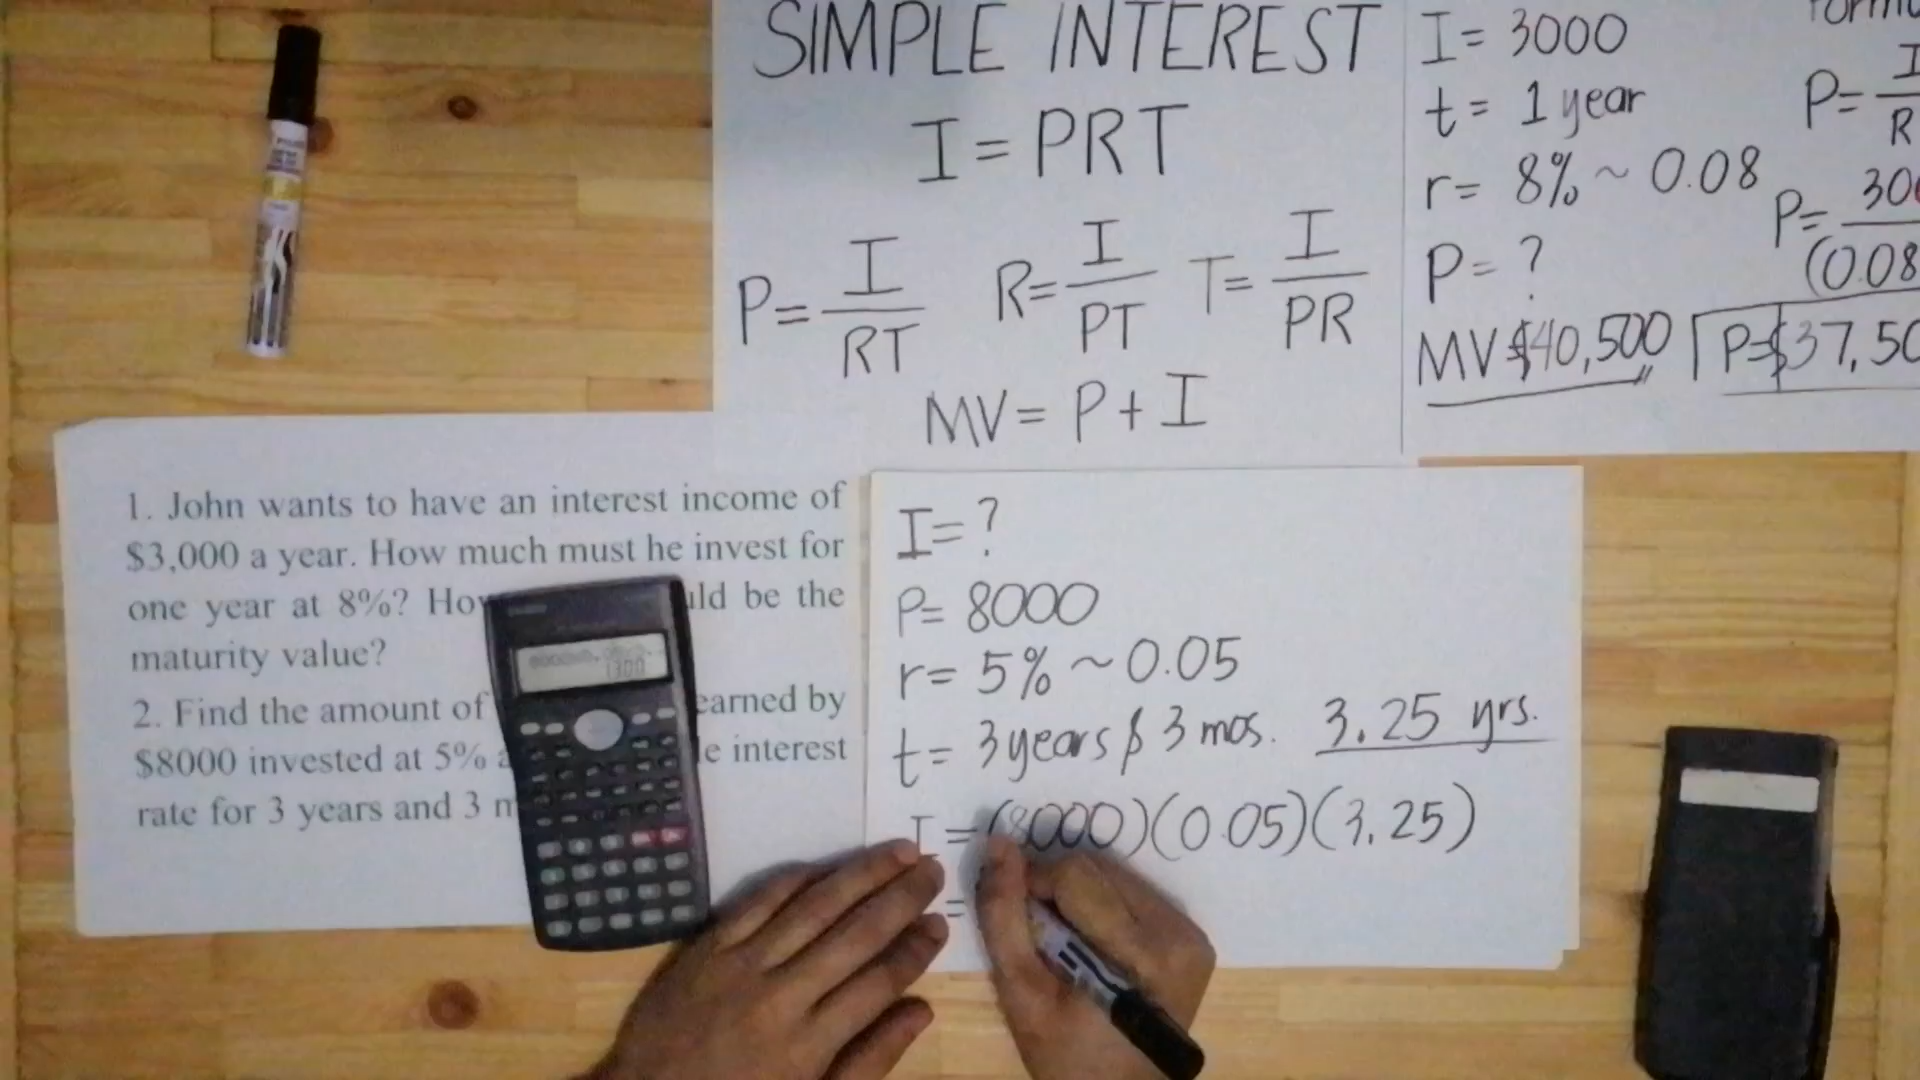 SIMPLE INTEREST
I = PRT
P= I/RT R= I/PT T= I/PR
MV = P + I
I = 3000
t = 1 year
r = 8% ~ 0.08
P = ?
MV $40,500
P= I/R
P= 30
(0.08
P=$37,50
1. John wants to have an interest income of
$3,000 a year. How much must he invest for
one year at 8%? How uld be the
maturity value?
2. Find the amount of earned by
$8000 invested at 5% interest
rate for 3 years and 3
I = ?
P = 8000
r = 5% ~ 0.05
t = 3 years $ 3 mos. 3.25 yrs.
I = (8000)(0.05)(3.25)
=
1300